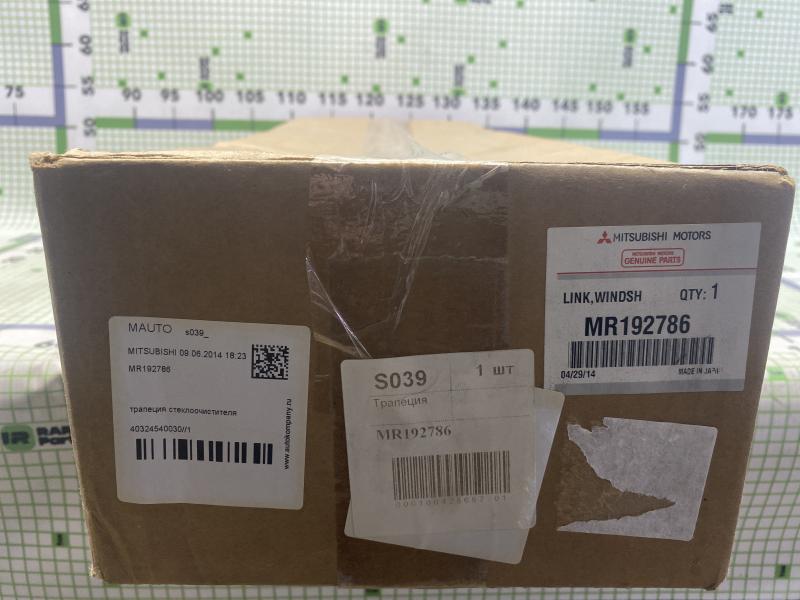 75
90
95
100
105
110
115
120
125
130
135
140
145
150
155
170
175
65
60
55
50
60
55
50
MAUTO s039_
MITSUBISHI 09.06.2014 18:23
MR192786
трапеция стеклоочистителя
40324540030//1
www.autokompany.ru
S039 1 шт
Трапеция
MR192786
MITSUBISHI MOTORS
MITSUBISHI MOTORS
GENUINE PARTS
LINK,WINDSH QTY: 1
MR192786
04/29/14 MADE IN JAPAN